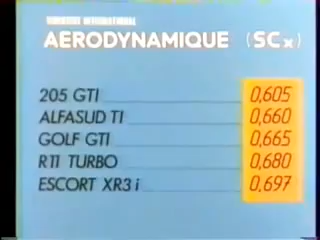 AERODYNAMIQUE (SCx)
205 GTI 0,605
ALFASUD TI 0,660
GOLF GTI 0,665
R11 TURBO 0,680
ESCORT XR3i 0,697